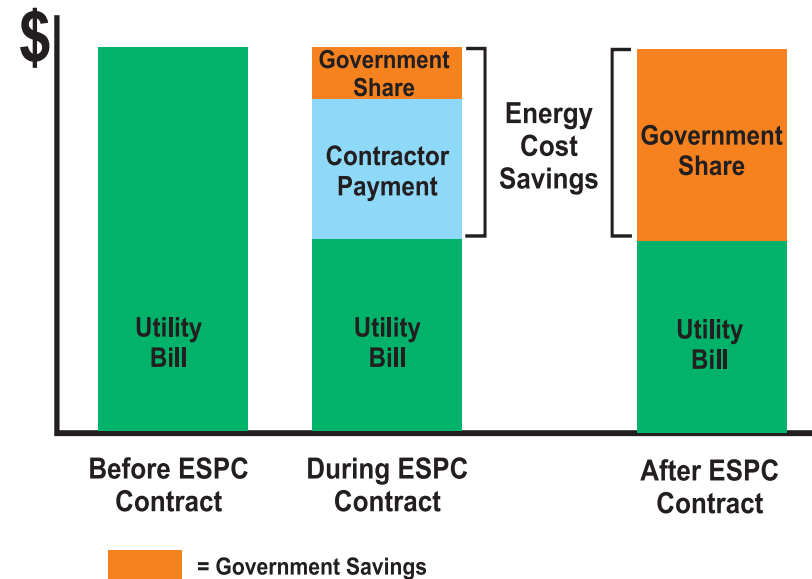 $
Government
Share
Contractor
Payment
Energy
Cost
Savings
Government
Share
Utility
Bill
Utility
Bill
Utility
Bill
Before ESPC
Contract
During ESPC
Contract
After ESPC
Contract
= Government Savings